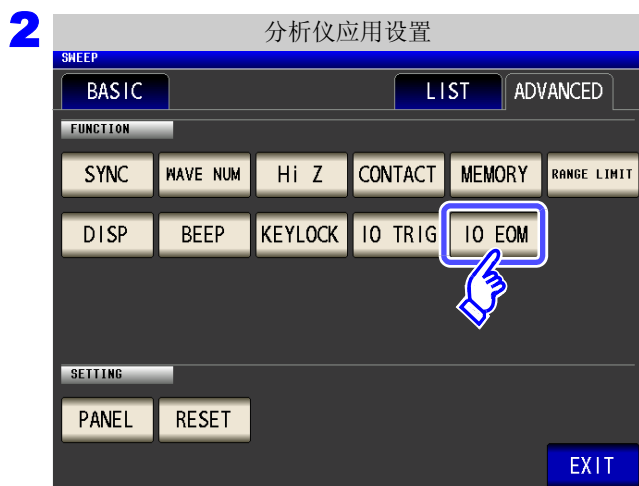 2
分析仪应用设置
SWEEP
BASIC LIST ADVANCED
FUNCTION
SYNC WAVE NUM Hi Z CONTACT MEMORY RANGE LIMIT
DISP BEEP KEYLOCK IO TRIG IO EOM
SETTING
PANEL RESET
EXIT